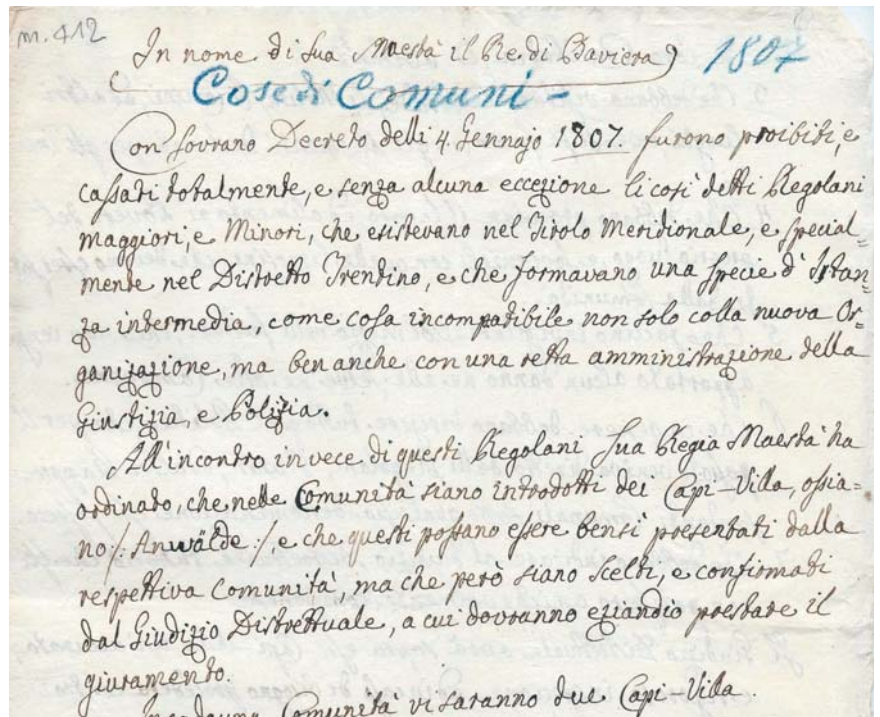 m. 412
In nome di sua Maestà il Re di Baviera
1807
Cose di Comuni -
Con sovrano Decreto delli 4. Gennajo 1807. furono proibiti, e
cassati totalmente, e senza alcuna eccezione li così detti Regolani
maggiori, e Minori, che esistevano nel Tirolo Meridionale, e special=
mente nel Distretto Trentino, e che formavano una specie d'Istan=
za intermedia, come cosa incompatibile non solo colla nuova Or=
ganizazione, ma ben anche con una retta amministrazione della
Giustizia, e Polizia.
All'incontro in vece di questi Regolani Sua Regia Maestà ha
ordinato, che nelle Comunità siano introdotti dei Capi-Villa, ossia=
no /: Anwälde :/, e che questi possano essere bensì presentati dalla
respettiva Comunità, ma che però siano scelti, e confirmati
dal Giudizio Distrettuale, a cui dovranno eziandio prestare il
giuramento.
Comunità vi saranno due Capi-Villa.